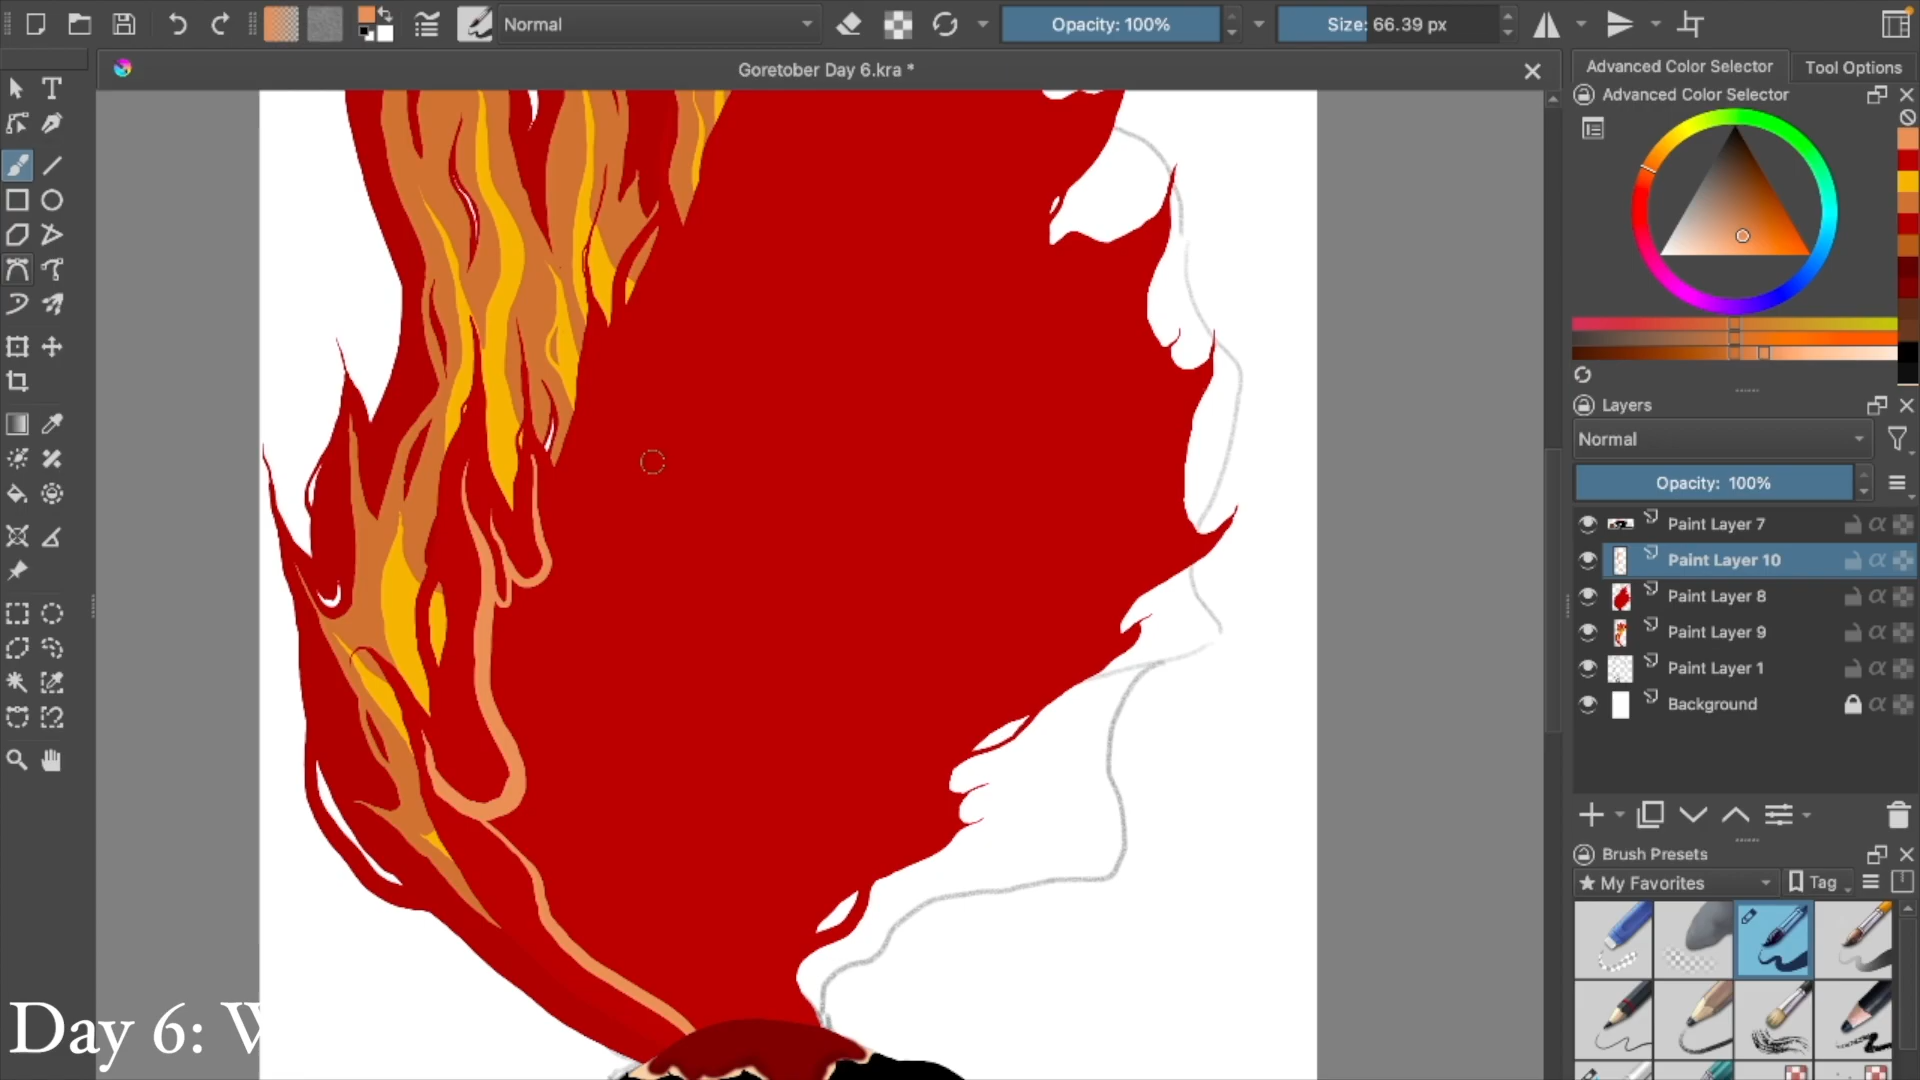 Normal
Opacity: 100%
Size: 66.39 px
Goretober Day 6.kra *
Advanced Color Selector
Tool Options
Advanced Color Selector
Layers
Normal
Opacity: 100%
Paint Layer 7
Paint Layer 10
Paint Layer 8
Paint Layer 9
Paint Layer 1
Background
Brush Presets
★ My Favorites
Tag
Day 6: